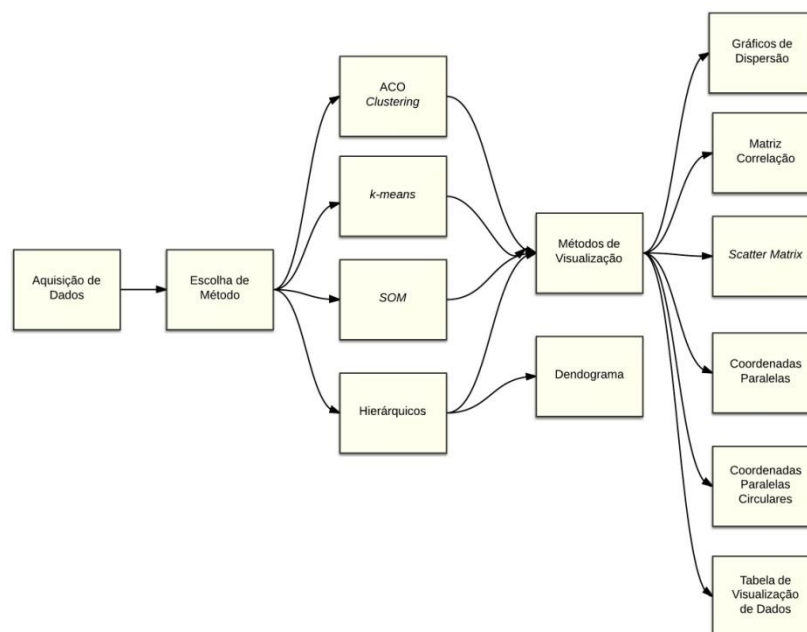 Aquisição de
Dados
Escolha de
Método
ACO
Clustering
k-means
SOM
Hierárquicos
Métodos de
Visualização
Dendograma
Gráficos de
Dispersão
Matriz
Correlação
Scatter Matrix
Coordenadas
Paralelas
Coordenadas
Paralelas
Circulares
Tabela de
Visualização
de Dados